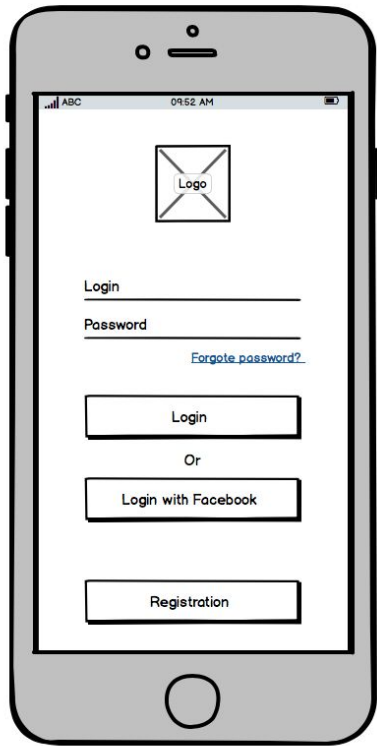 ABC 09:52 AM
Logo
Login
Password
Forgote password?
Login
Or
Login with Facebook
Registration